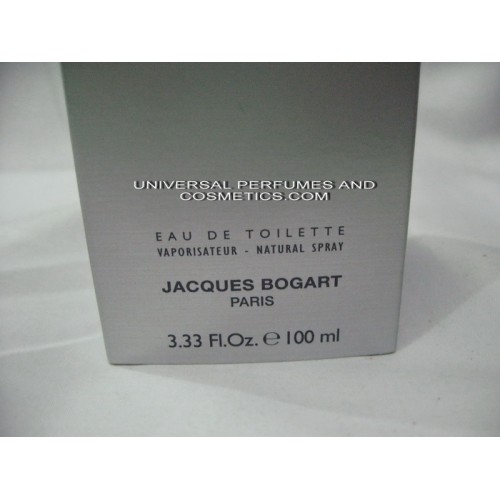 UNIVERSAL PERFUMES AND
COSMETICS.COM
EAU DE TOILETTE
VAPORISATEUR - NATURAL SPRAY
JACQUES BOGART
PARIS
3.33 Fl.Oz. ℮ 100 ml